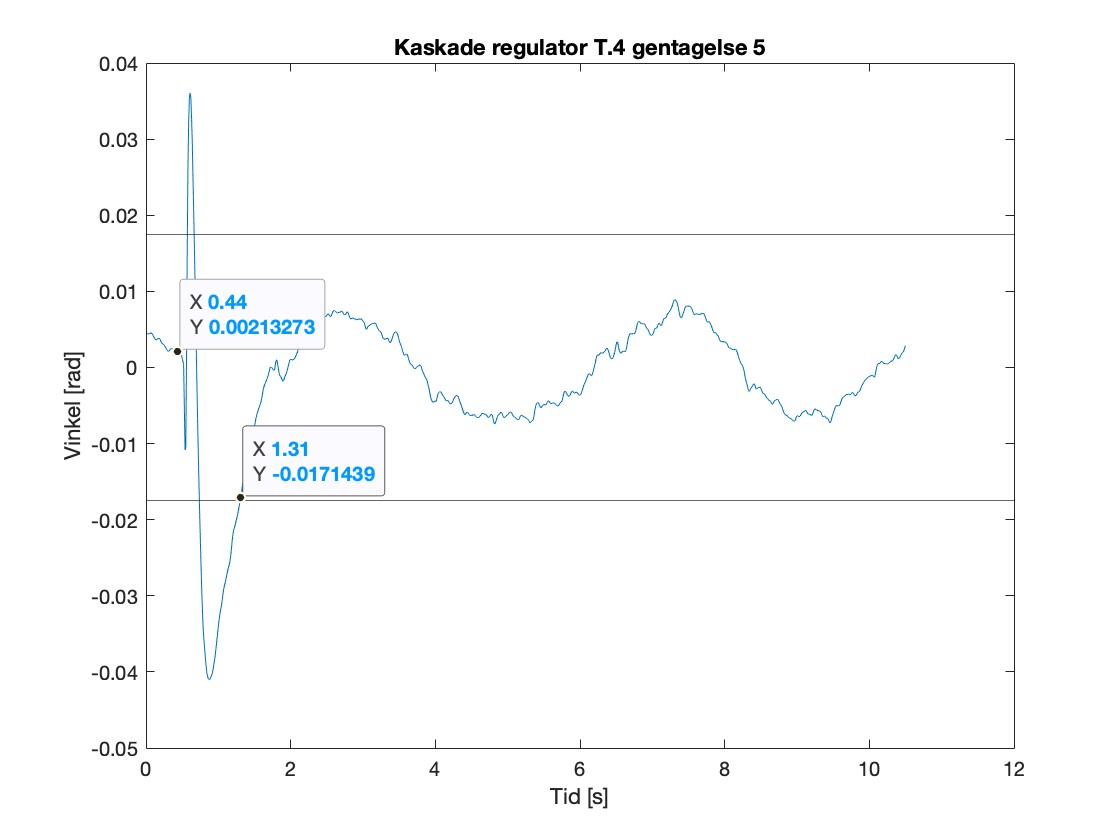 Kaskade regulator T.4 gentagelse 5
0.04
0.03
0.02
0.01
0
-0.01
-0.02
-0.03
-0.04
-0.05
Vinkel [rad]
X 0.44
Y 0.00213273
X 1.31
Y -0.0171439
0 2 4 6 8 10 12
Tid [s]